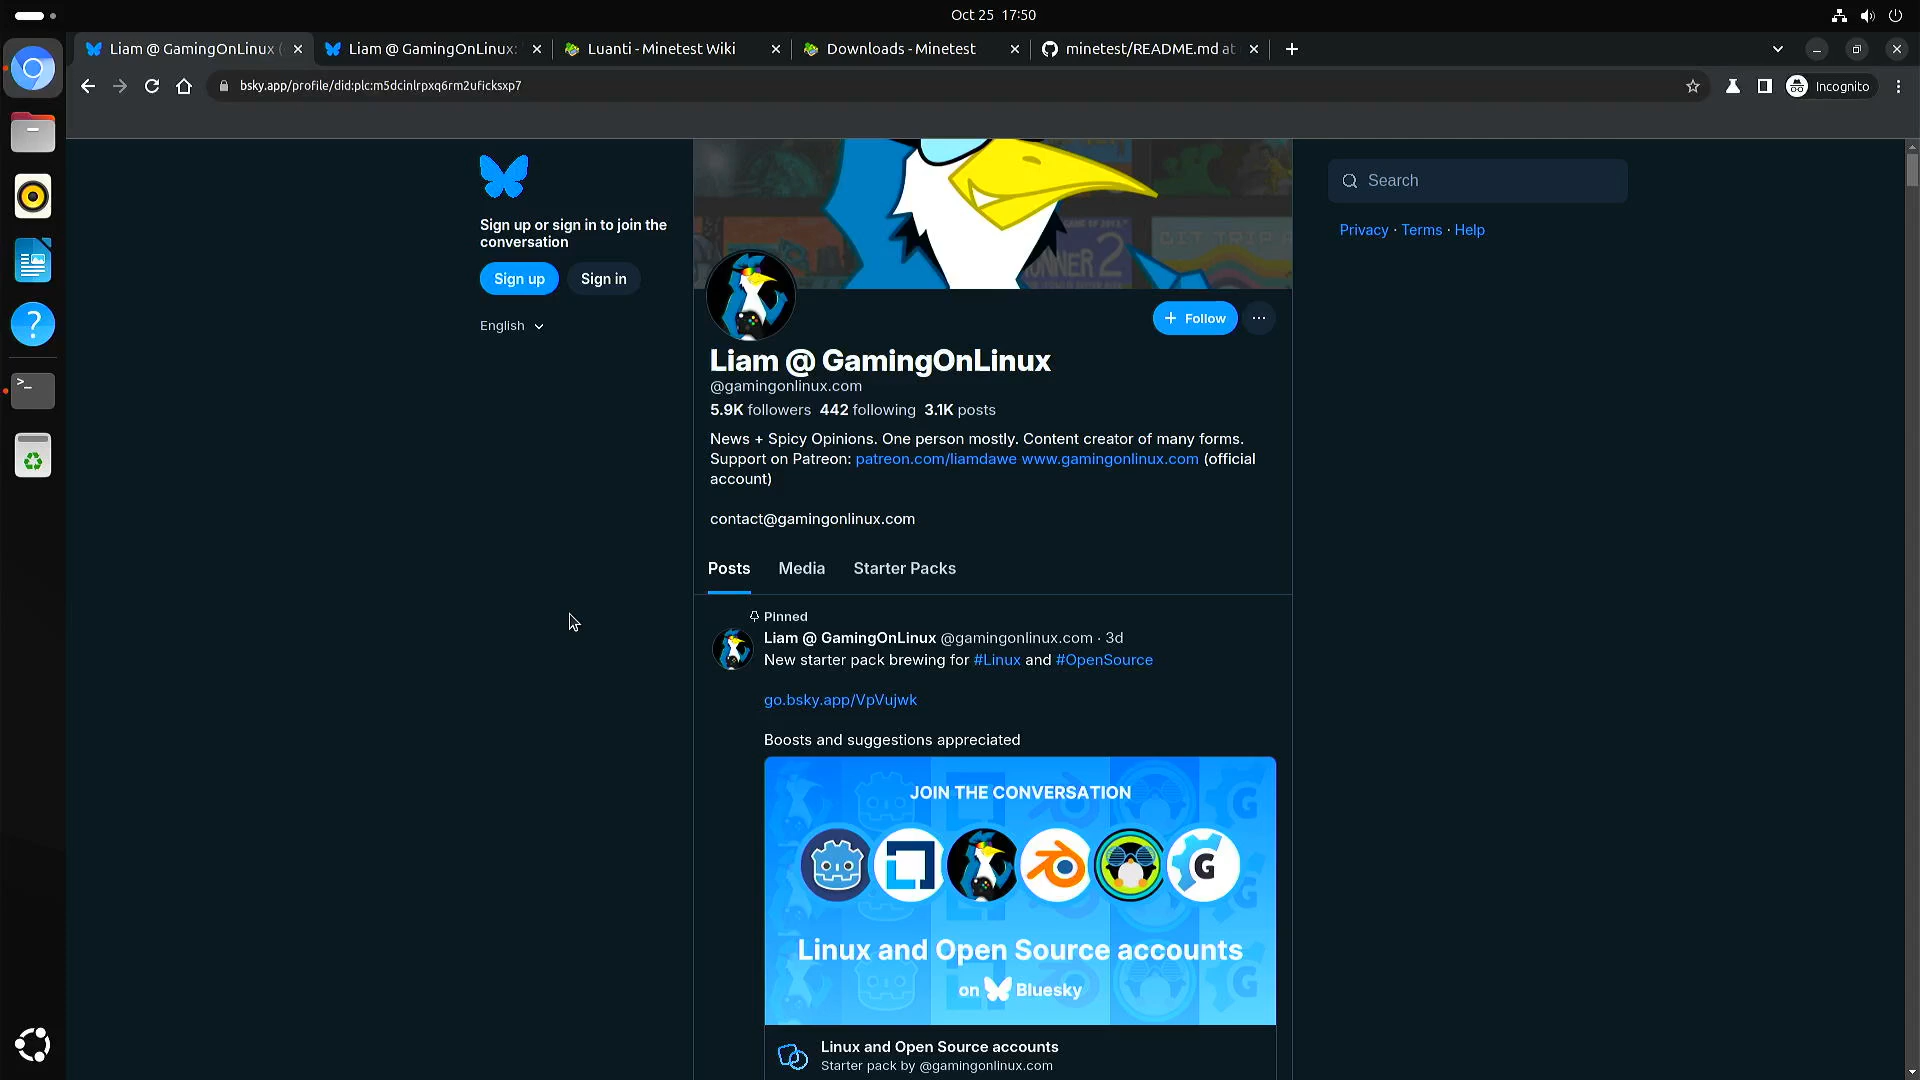 Oct 25 17:50
Liam @ GamingOnLinux (
Liam @ GamingOnLinux:
Luanti - Minetest Wiki
Downloads - Minetest
minetest/README.md at
bsky.app/profile/did:plc:m5dcinlrpxq6rm2uficksxp7
Incognito
Sign up or sign in to join the
conversation
Sign up
Sign in
English
RUNNER 2
BIT.TRIP
Search
Privacy · Terms · Help
+ Follow
Liam @ GamingOnLinux
@gamingonlinux.com
5.9K followers 442 following 3.1K posts
News + Spicy Opinions. One person mostly. Content creator of many forms.
Support on Patreon: patreon.com/liamdawe www.gamingonlinux.com (official
account)
contact@gamingonlinux.com
Posts
Media
Starter Packs
Pinned
Liam @ GamingOnLinux @gamingonlinux.com · 3d
New starter pack brewing for #Linux and #OpenSource
go.bsky.app/VpVujwk
Boosts and suggestions appreciated
JOIN THE CONVERSATION
G
Linux and Open Source accounts
on Bluesky
Linux and Open Source accounts
Starter pack by @gamingonlinux.com